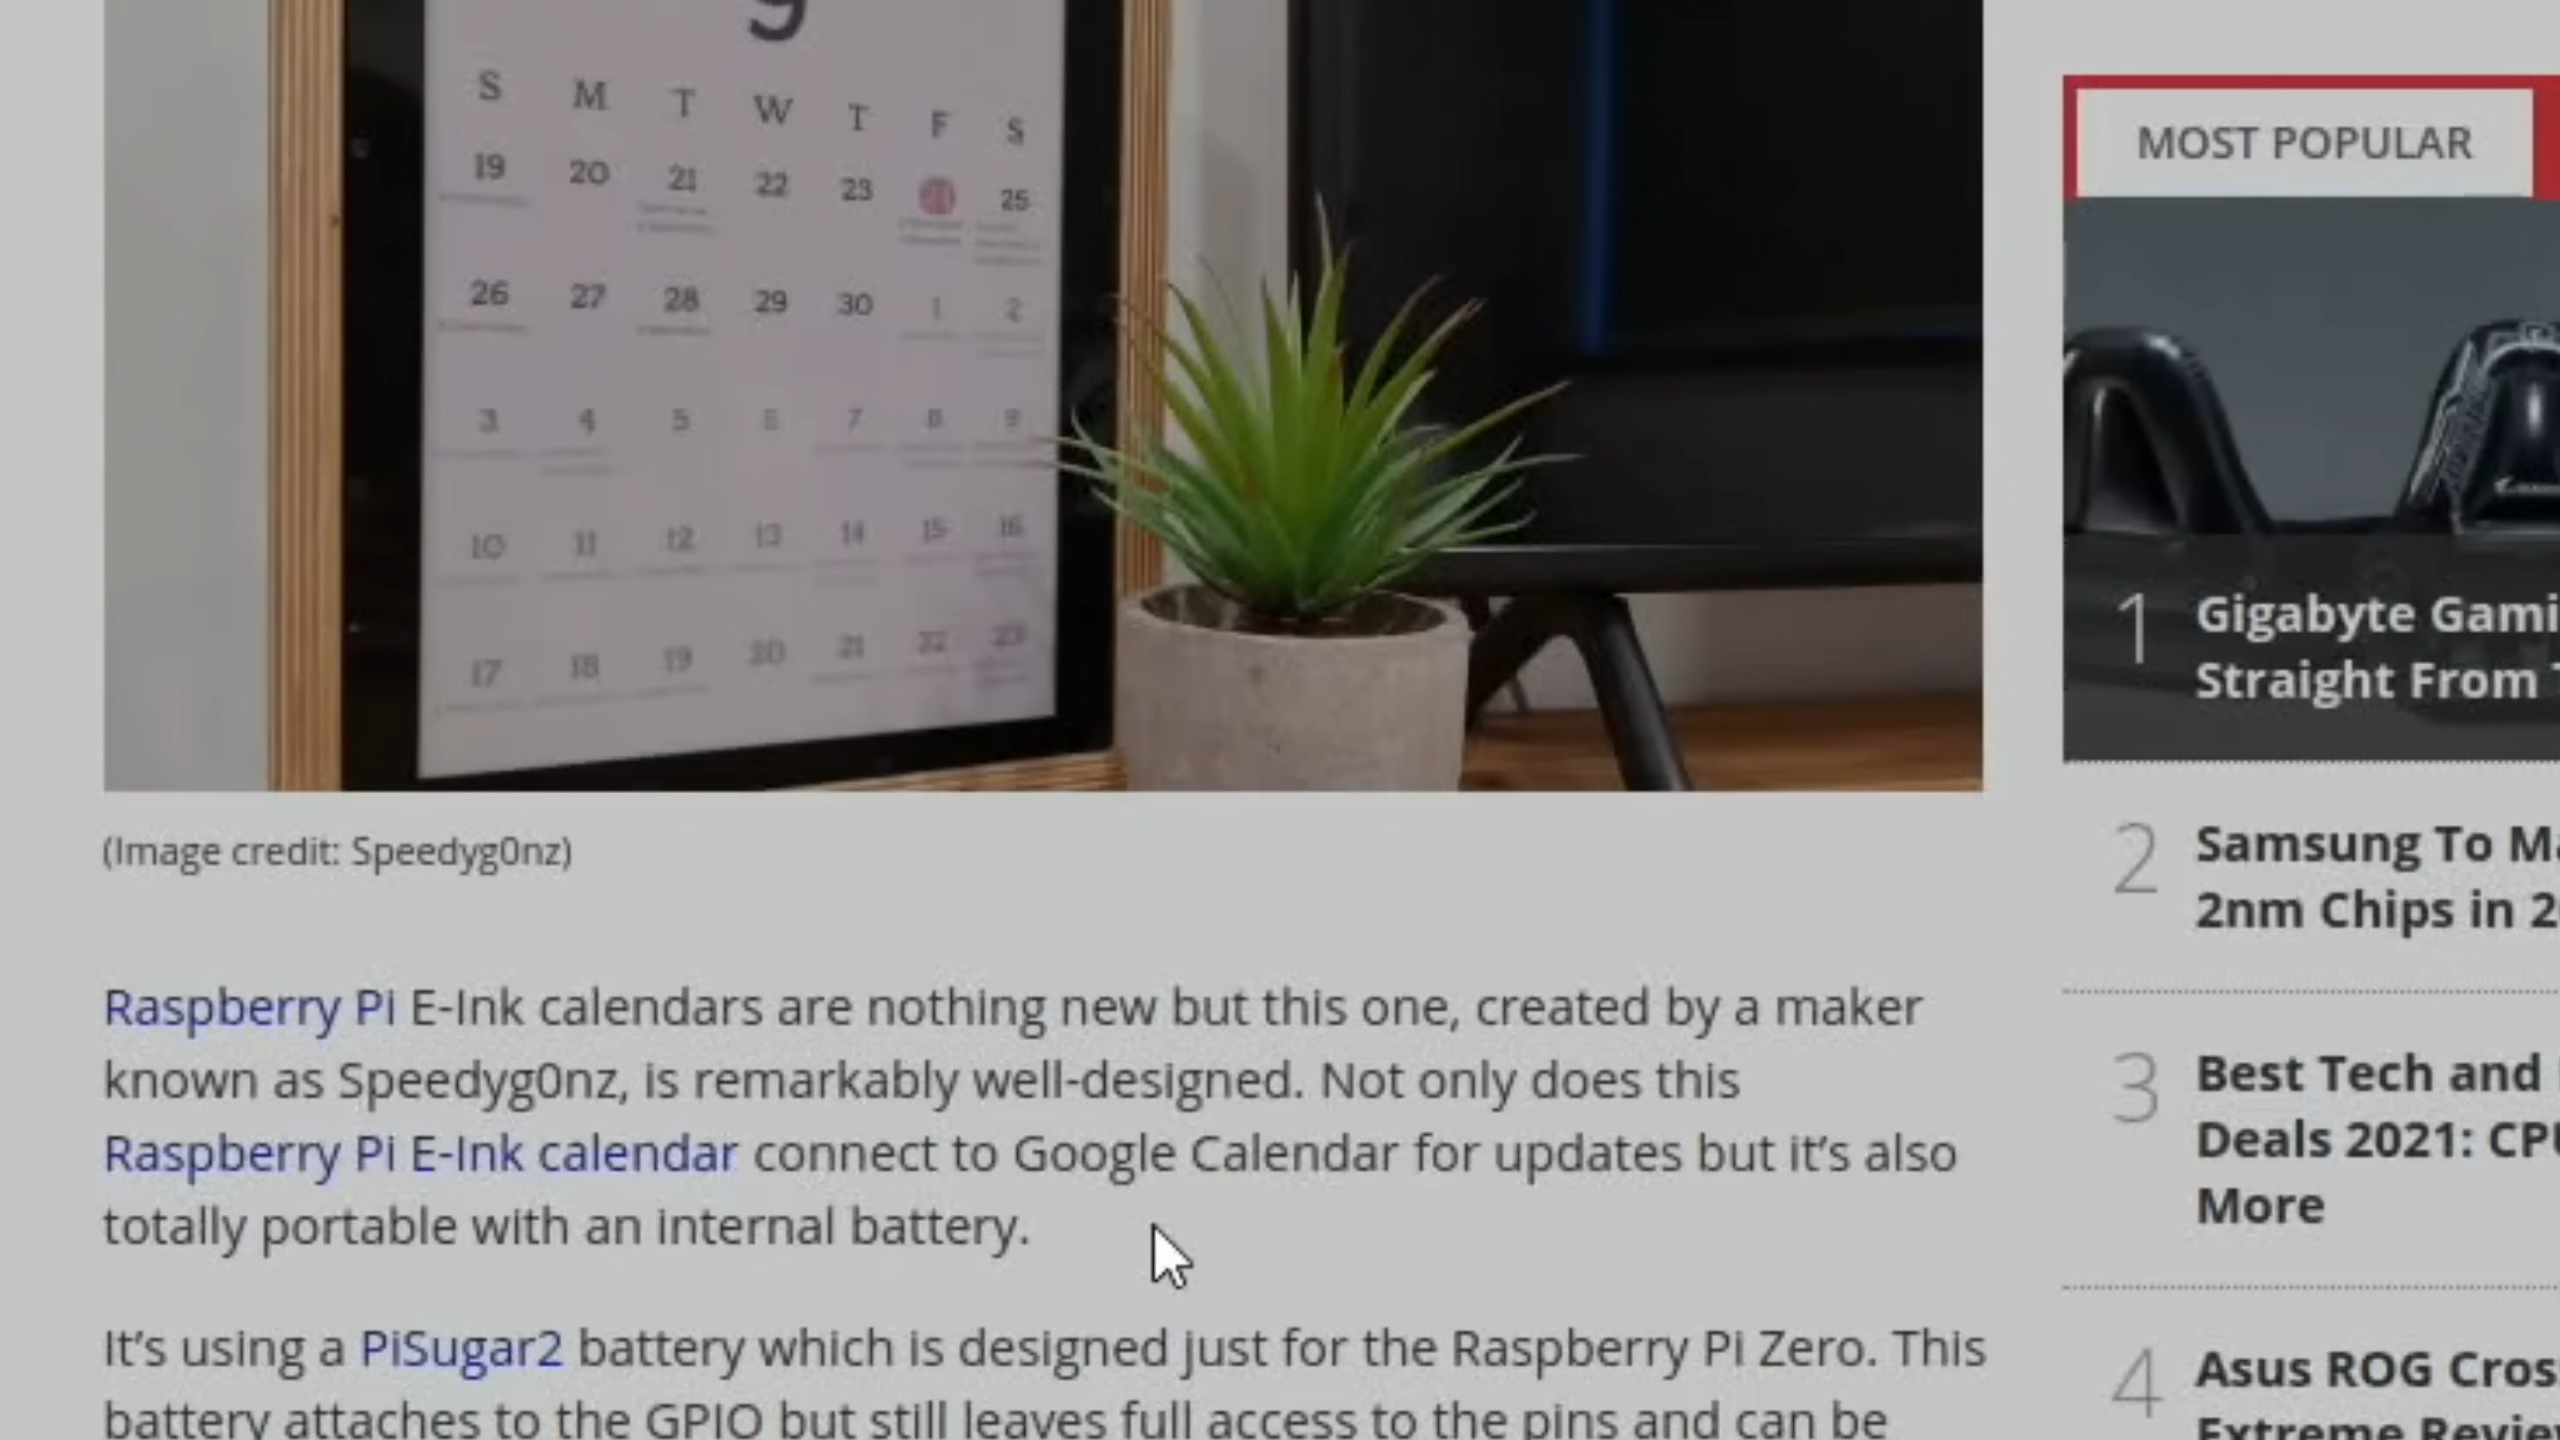 9
S M T W T F S
19 20 21 22 23 25
26 27 28 29 30 1 2
3 4 5 6 7 8 9
10 11 12 13 14 15 16
17 18 19 20 21 22 23
(Image credit: Speedyg0nz)
Raspberry Pi E-Ink calendars are nothing new but this one, created by a maker
known as Speedyg0nz, is remarkably well-designed. Not only does this
Raspberry Pi E-Ink calendar connect to Google Calendar for updates but it's also
totally portable with an internal battery.
It's using a PiSugar2 battery which is designed just for the Raspberry Pi Zero. This
battery attaches to the GPIO but still leaves full access to the pins and can be
MOST POPULAR
1 Gigabyte Gami
Straight From T
2 Samsung To Ma
2nm Chips in 2
3 Best Tech and
Deals 2021: CPU
More
4 Asus ROG Cros
Extreme Revie